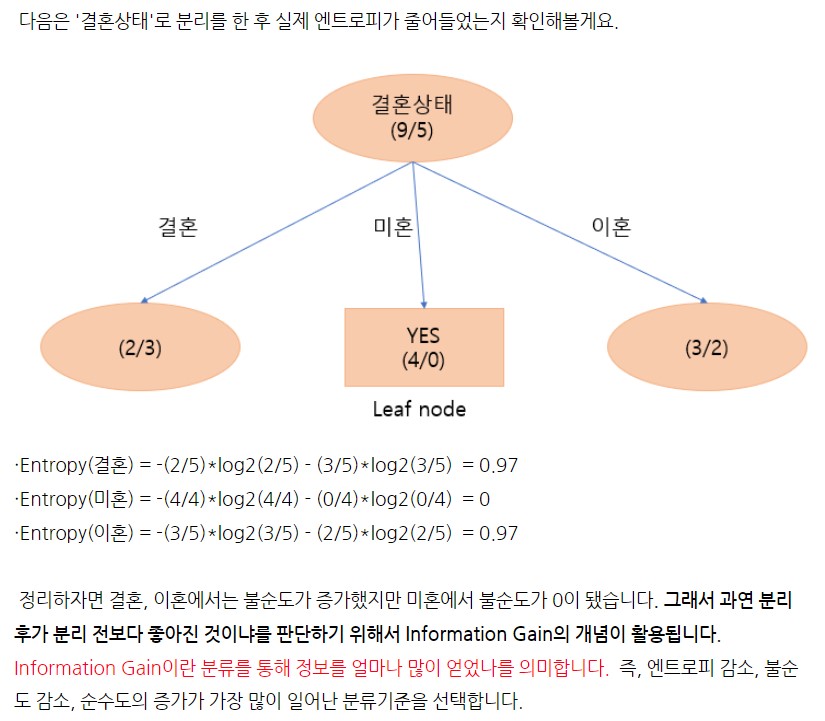 다음은 '결혼상태'로 분리를 한 후 실제 엔트로피가 줄어들었는지 확인해볼게요.
결혼상태
(9/5)
결혼
미혼
이혼
(2/3)
YES
(4/0)
(3/2)
Leaf node
·Entropy(결혼) = -(2/5)*log2(2/5) - (3/5)*log2(3/5) = 0.97
·Entropy(미혼) = -(4/4)*log2(4/4) - (0/4)*log2(0/4) = 0
·Entropy(이혼) = -(3/5)*log2(3/5) - (2/5)*log2(2/5) = 0.97
정리하자면 결혼, 이혼에서는 불순도가 증가했지만 미혼에서 불순도가 0이 됐습니다. 그래서 과연 분리
후가 분리 전보다 좋아진 것이냐를 판단하기 위해서 Information Gain의 개념이 활용됩니다.
Information Gain이란 분류를 통해 정보를 얼마나 많이 얻었나를 의미합니다. 즉, 엔트로피 감소, 불순
도 감소, 순수도의 증가가 가장 많이 일어난 분류기준을 선택합니다.